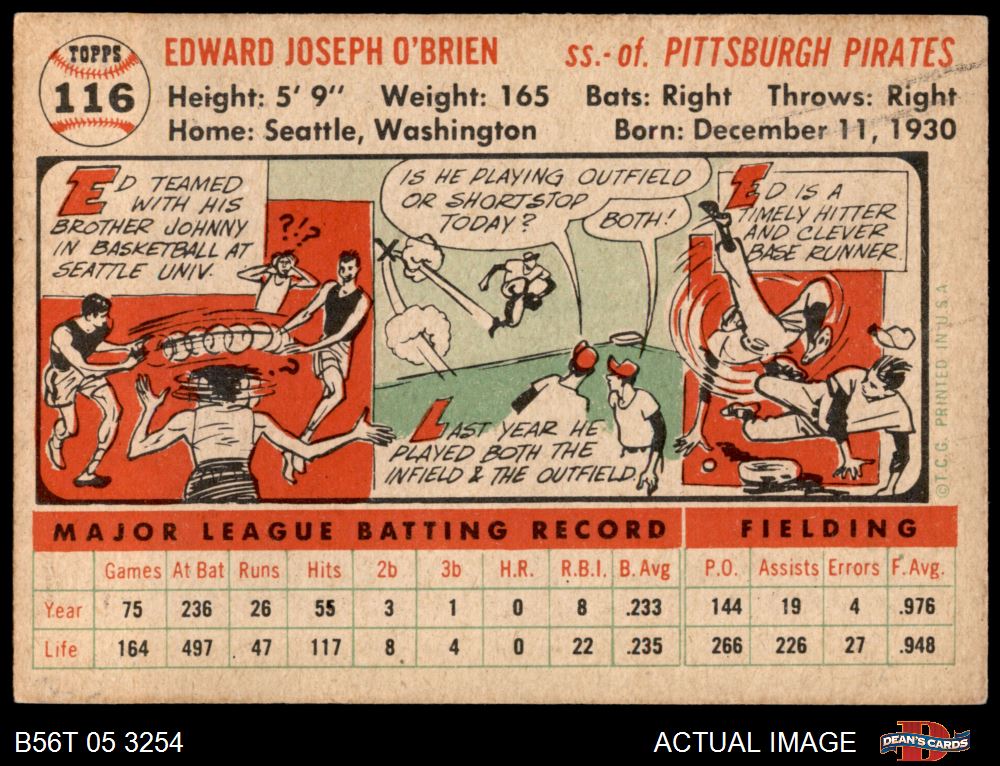 TOPPS
116
EDWARD JOSEPH O'BRIEN ss.-of. PITTSBURGH PIRATES
Height: 5' 9" Weight: 165 Bats: Right Throws: Right
Home: Seattle, Washington Born: December 11, 1930
ED TEAMED
WITH HIS
BROTHER JOHNNY
IN BASKETBALL AT
SEATTLE UNIV.
?!?
?
IS HE PLAYING OUTFIELD
OR SHORTSTOP
TODAY?
BOTH!
LAST YEAR HE
PLAYED BOTH THE
INFIELD & THE OUTFIELD.
ED IS A
TIMELY HITTER
AND CLEVER
BASE RUNNER.
©T.C.G. PRINTED IN U.S.A.
MAJOR LEAGUE BATTING RECORD FIELDING
Games At Bat Runs Hits 2b 3b H.R. R.B.I. B. Avg P.O. Assists Errors F. Avg.
Year 75 236 26 55 3 1 0 8 .233 144 19 4 .976
Life 164 497 47 117 8 4 0 22 .235 266 226 27 .948
B56T 05 3254 ACTUAL IMAGE
D
DEAN'S CARDS